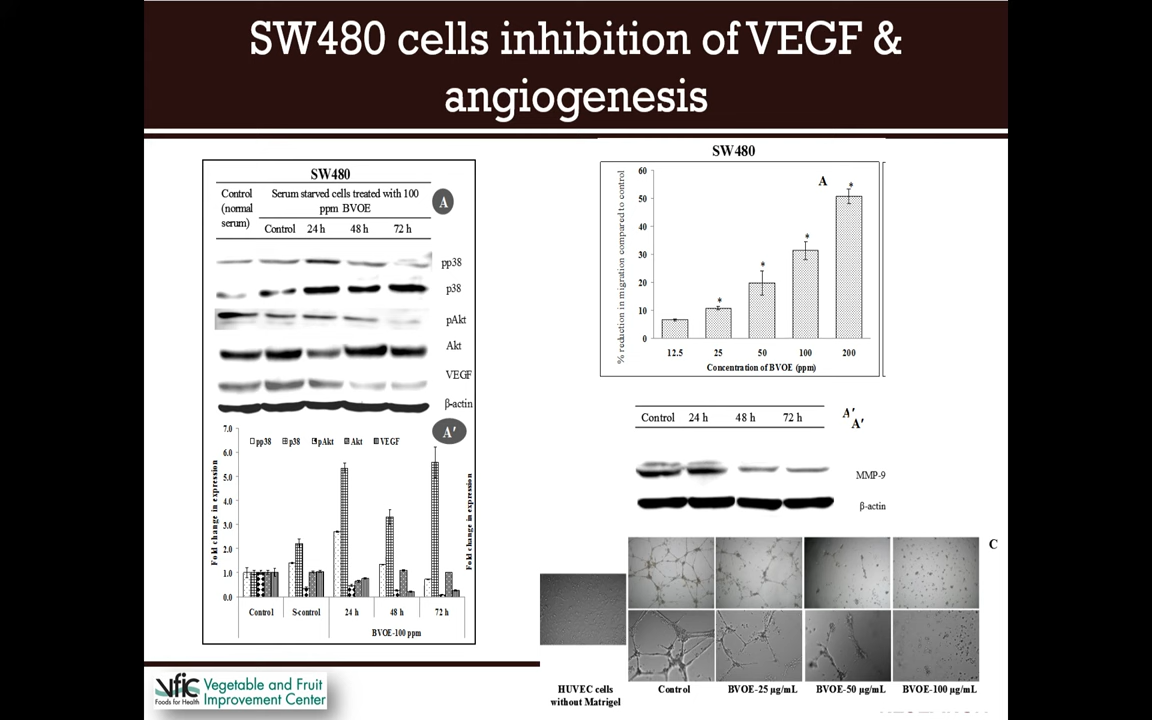 SW480 cells inhibition of VEGF &
angiogenesis
SW480
Control
(normal
serum)
Serum starved cells treated with 100
ppm BVOE
Control 24 h 48 h 72 h
A
pp38
p38
pAkt
Akt
VEGF
β-actin
A′
7.0
6.0
5.0
4.0
3.0
2.0
1.0
0.0
pp38 p38 pAkt Akt VEGF
Fold change in expression
Fold change in expression
Control S-control 24 h 48 h 72 h
BVOE-100 ppm
SW480
A
% reduction in migration compared to control
60
50
40
30
20
10
0
* * * *
12.5 25 50 100 200
Concentration of BVOE (ppm)
Control 24 h 48 h 72 h
A′
A′
MMP-9
β-actin
C
HUVEC cells
without Matrigel
Control BVOE-25 µg/mL BVOE-50 µg/mL BVOE-100 µg/mL
vfic
Foods for Health
Vegetable and Fruit
Improvement Center